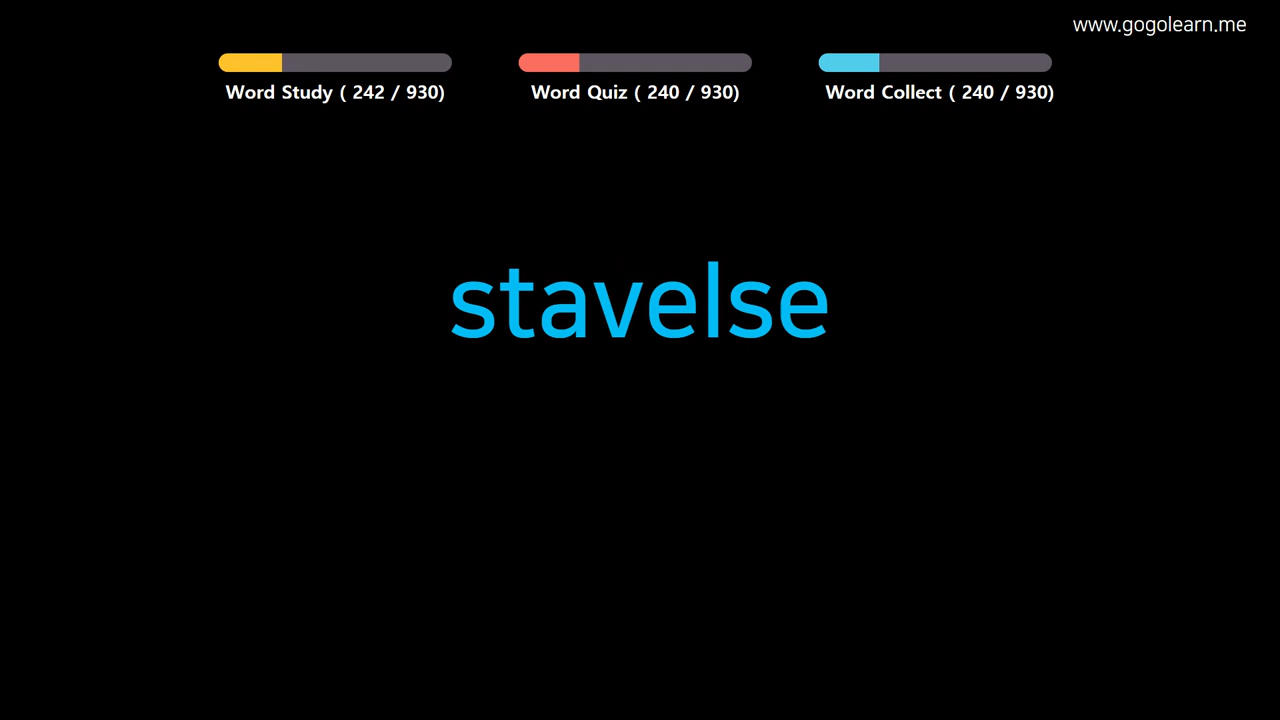 www.gogolearn.me
Word Study ( 242 / 930)
Word Quiz ( 240 / 930)
Word Collect ( 240 / 930)
stavelse